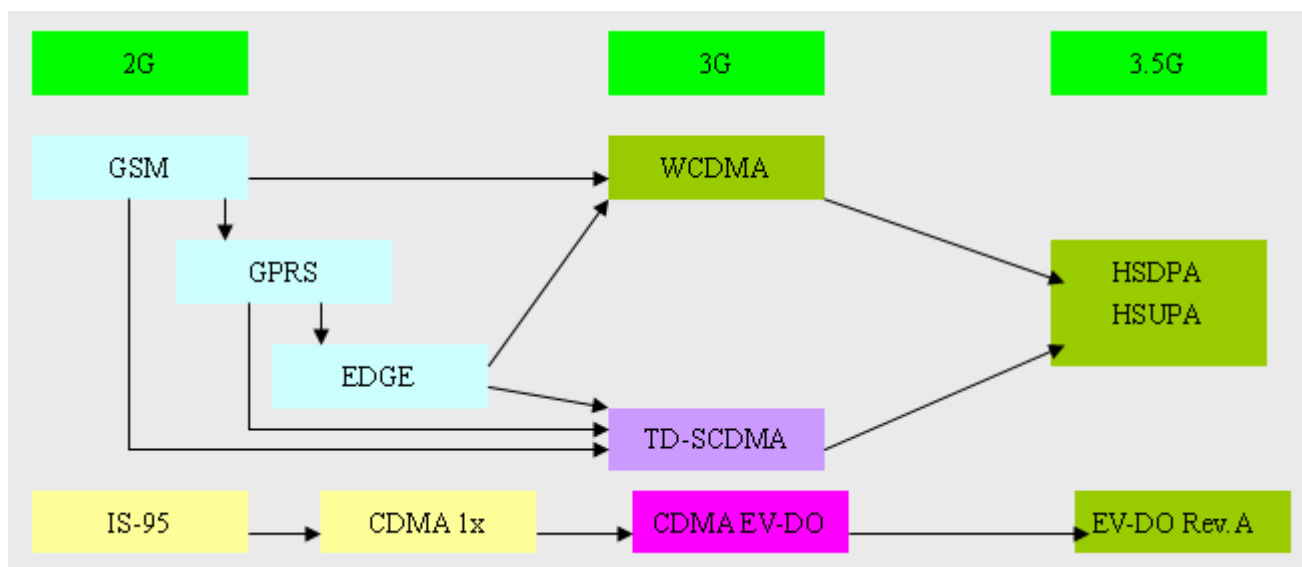 2G
3G
3.5G
GSM
WCDMA
GPRS
HSDPA
HSUPA
EDGE
TD-SCDMA
IS-95
CDMA 1x
CDMA EV-DO
EV-DO Rev. A